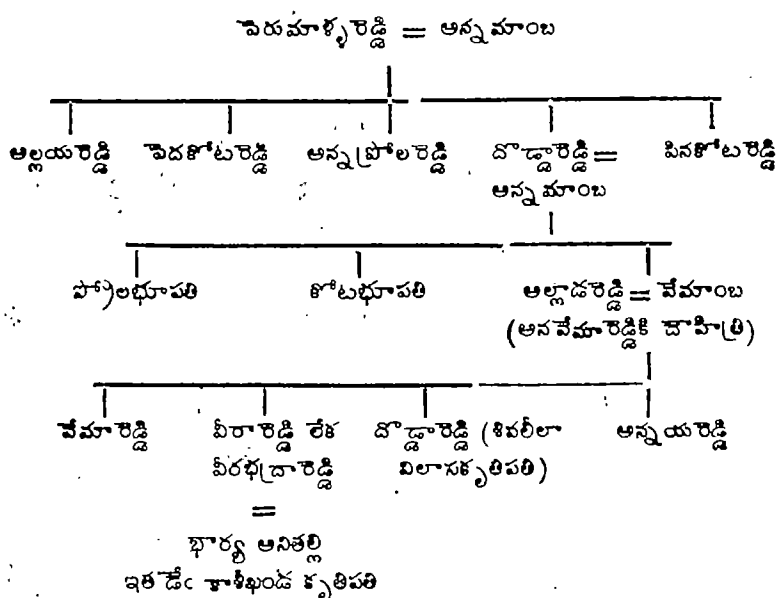 పెరుమాళ్ళరెడ్డి = అన్నమాంబ
అల్లయరెడ్డి పెదకోటరెడ్డి అన్నప్రోలరెడ్డి దొడ్డారెడ్డి= పినకోటరెడ్డి
అన్నమాంబ
ప్రోలభూపతి కోటభూపతి అల్లాడరెడ్డి = వేమాంబ
(అనవేమారెడ్డికి దౌహిత్రి)
వేమారెడ్డి వీరారెడ్డి లేక దొడ్డారెడ్డి (శివలీలా అన్నయరెడ్డి
వీరభద్రారెడ్డి విలాసకృతిపతి)
=
భార్య అనితల్లి
ఇతడేఁ కాశీఖండ కృతిపతి